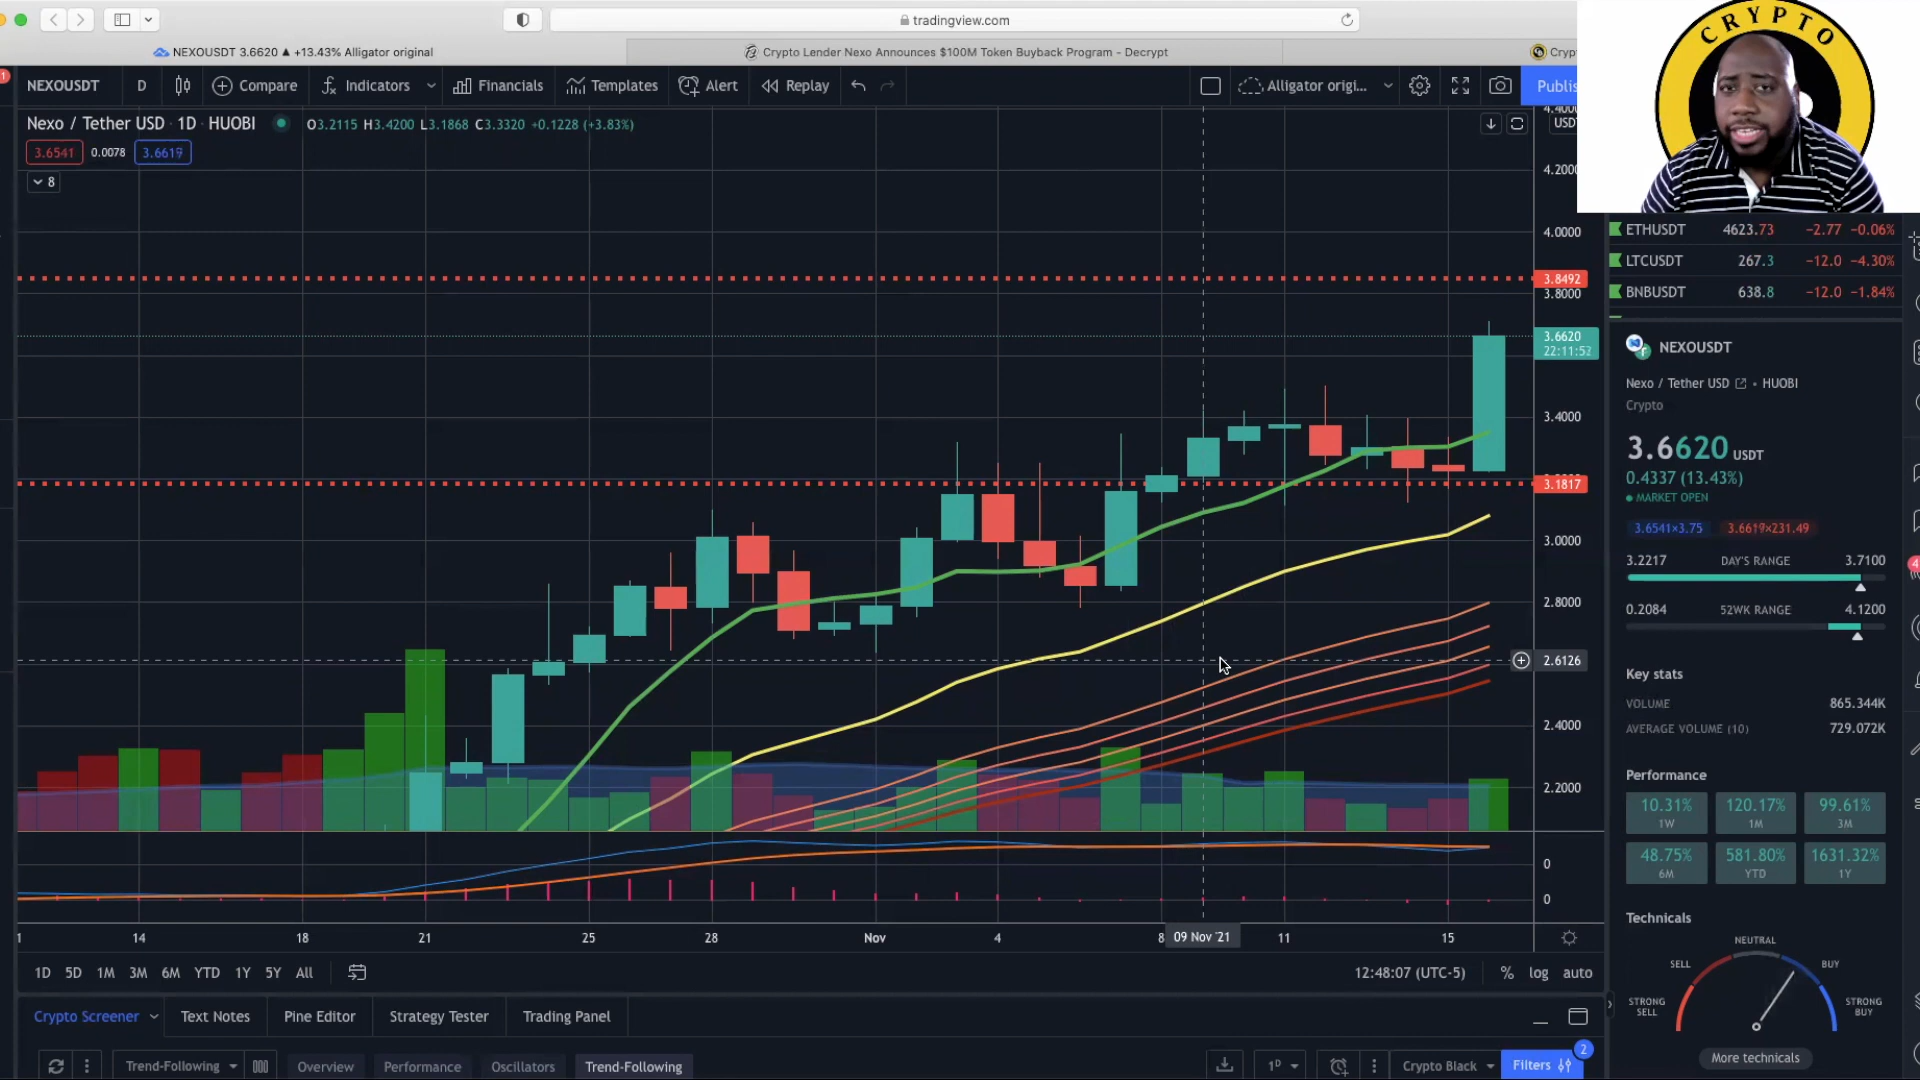 tradingview.com
NEXOUSDT 3.6620 ▲ +13.43% Alligator original
Crypto Lender Nexo Announces $100M Token Buyback Program - Decrypt
Cryp
CRYPTO
NEXOUSDT D Compare Indicators Financials Templates Alert Replay Alligator origi... Publis
Nexo / Tether USD · 1D · HUOBI O3.2115 H3.4200 L3.1868 C3.3320 +0.1228 (+3.83%)
3.6541 0.0078 3.6619
8
USD
4.2000
4.0000
3.8492
3.8000
3.6620
22:11:52
3.4000
3.1817
3.0000
2.8000
2.6126
2.4000
2.2000
0
0
14 18 21 25 28 Nov 4 8 09 Nov '21 11 15
1D 5D 1M 3M 6M YTD 1Y 5Y All
12:48:07 (UTC-5) % log auto
Crypto Screener Text Notes Pine Editor Strategy Tester Trading Panel
Trend-Following Overview Performance Oscillators Trend-Following 1D Crypto Black Filters 2
ETHUSDT 4623.73 −2.77 −0.06%
LTCUSDT 267.3 −12.0 −4.30%
BNBUSDT 638.8 −12.0 −1.84%
NEXOUSDT
Nexo / Tether USD • HUOBI
Crypto
3.6620 USDT
0.4337 (13.43%)
MARKET OPEN
3.6541×3.75 3.6619×231.49
3.2217 DAY'S RANGE 3.7100
0.2084 52WK RANGE 4.1200
Key stats
VOLUME 865.344K
AVERAGE VOLUME (10) 729.072K
Performance
10.31% 120.17% 99.61%
1W 1M 3M
48.75% 581.80% 1631.32%
6M YTD 1Y
Technicals
NEUTRAL
SELL BUY
STRONG SELL STRONG BUY
More technicals